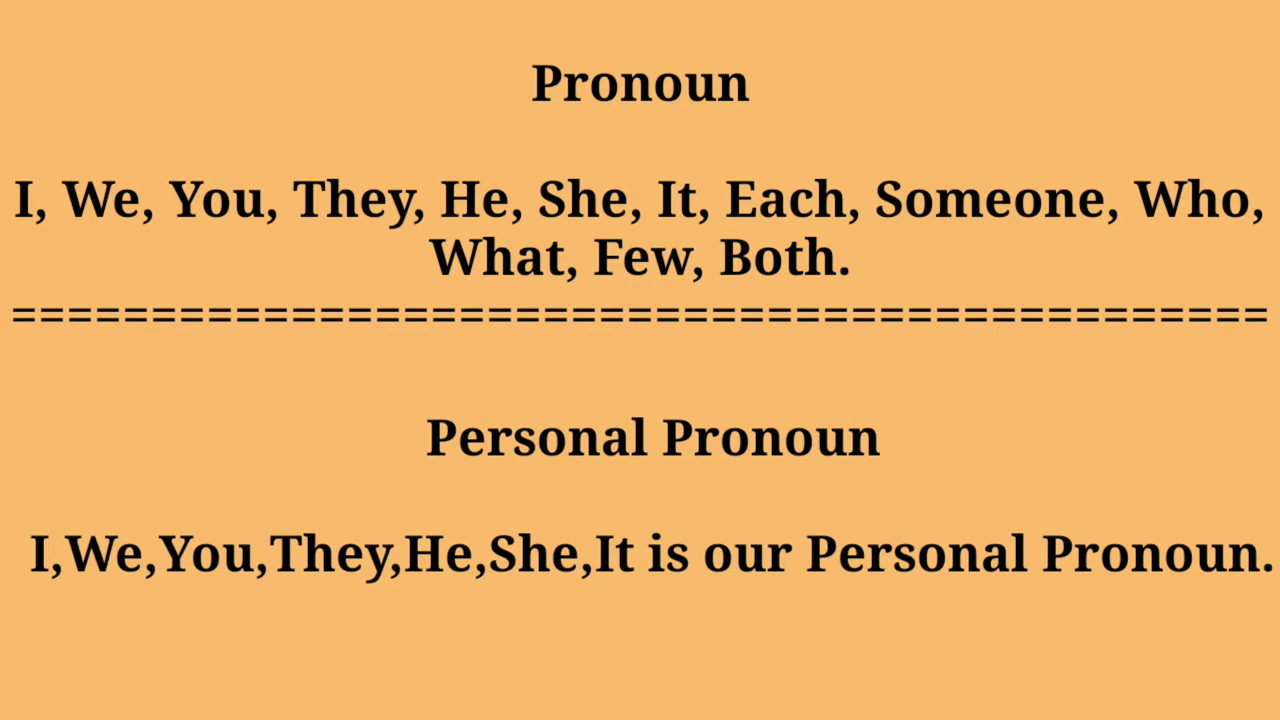 Pronoun
I, We, You, They, He, She, It, Each, Someone, Who,
What, Few, Both.
=============================================
Personal Pronoun
I,We,You,They,He,She,It is our Personal Pronoun.